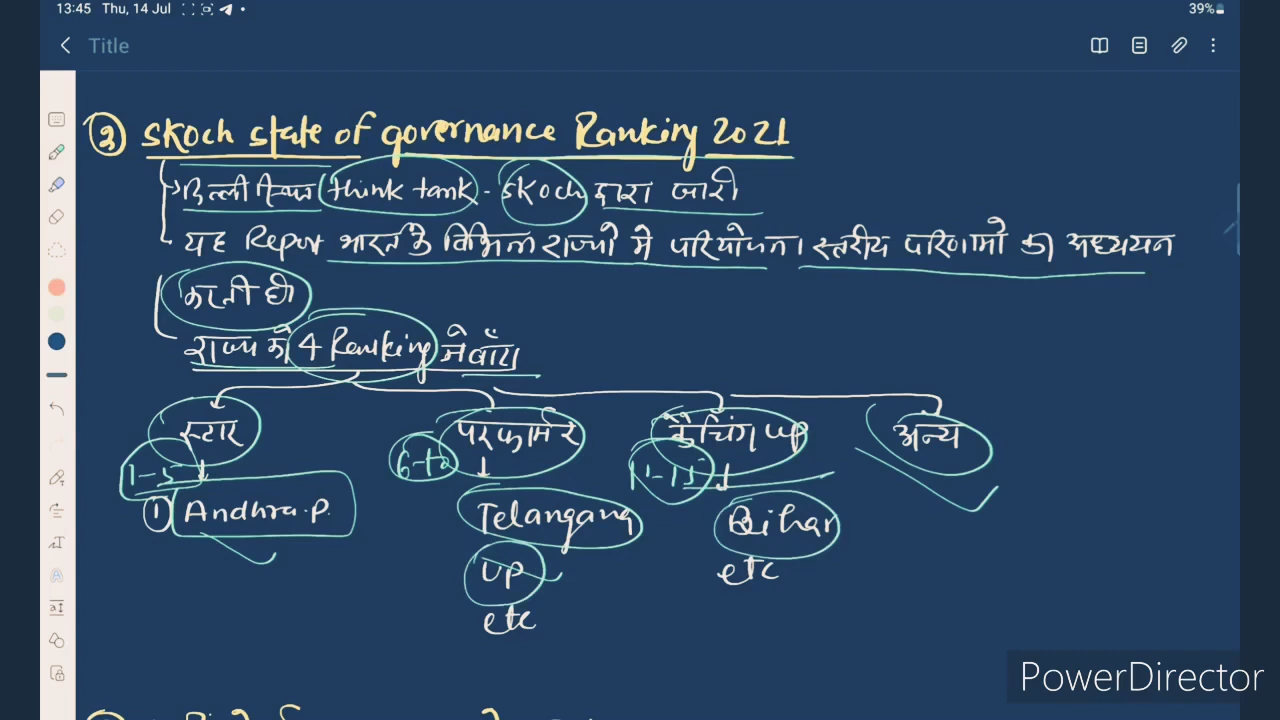 13:45 Thu, 14 Jul
39%
Title
② Skoch state of governance Ranking 2021
दिल्ली स्थित (think tank - Skoch द्वारा जारी
यह Report भारत के विभिन्न राज्यों में परियोजना स्तरीय परिणामों का अध्ययन
करती है।
राज्य को 4 Ranking में बाँटा
स्टार परफॉर्मर कैचिंग up अन्य
1-5 6-10 11-15
① Andhra.P. Telangana Bihar
UP etc
etc
PowerDirector